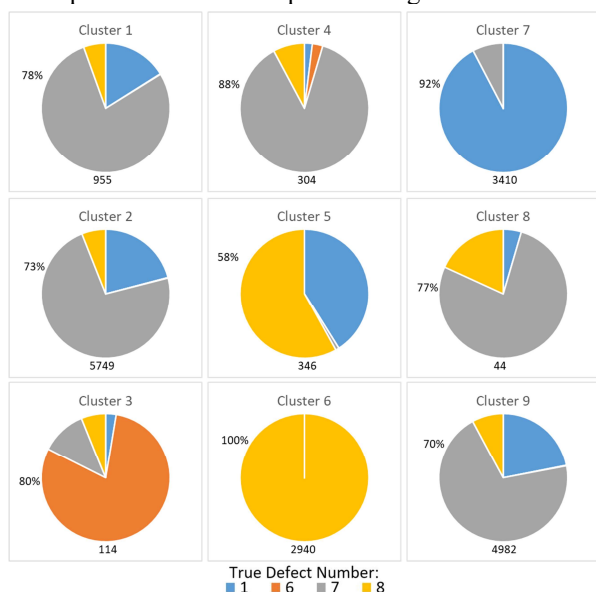 Cluster 1
78%
955
Cluster 4
88%
304
Cluster 7
92%
3410
Cluster 2
73%
5749
Cluster 5
58%
346
Cluster 8
77%
44
Cluster 3
80%
114
Cluster 6
100%
2940
Cluster 9
70%
4982
True Defect Number:
1 6 7 8